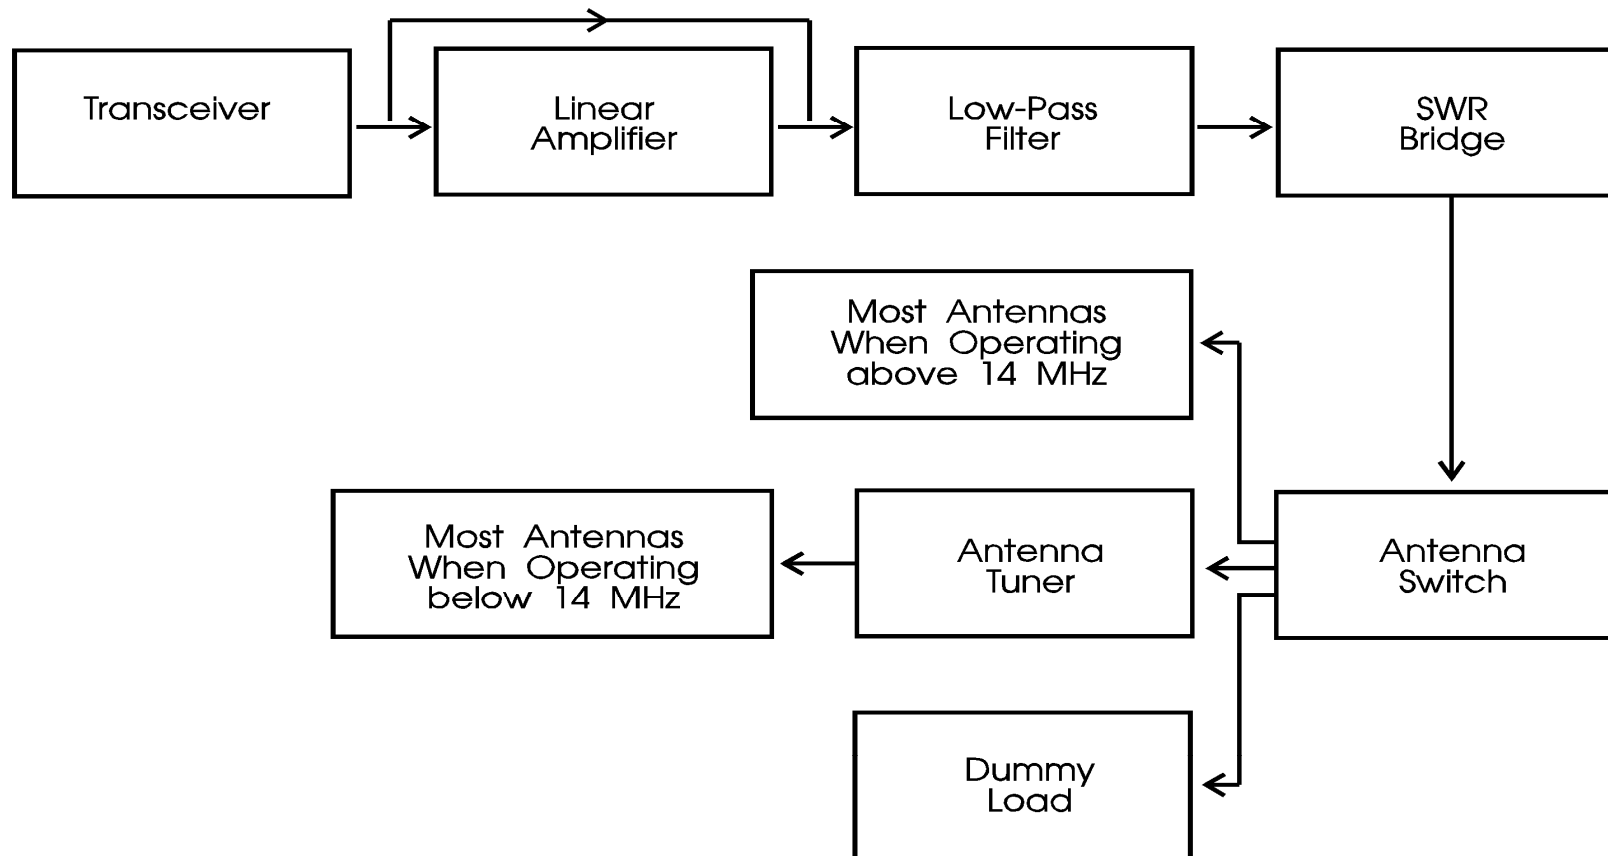 Transceiver
Linear
Amplifier
Low-Pass
Filter
SWR
Bridge
Most Antennas
When Operating
above 14 MHz
Most Antennas
When Operating
below 14 MHz
Antenna
Tuner
Antenna
Switch
Dummy
Load